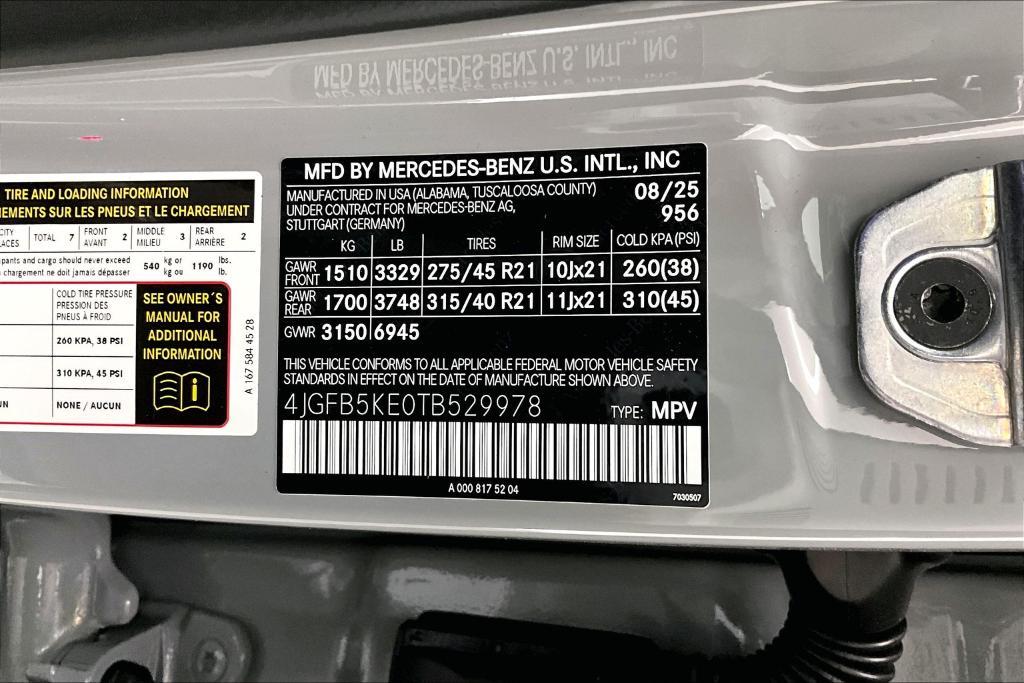 MFD BY MERCEDES-BENZ U.S. INTL., INC
TIRE AND LOADING INFORMATION
SUR LES PNEUS ET LE CHARGEMENT
TOTAL 7 FRONT 2 MIDDLE 3 REAR 2
AVANT MILIEU ARRIÈRE
and cargo should never exceed 540 kg or 1190 lbs.
chargement ne doit jamais dépasser kg ou lb.
COLD TIRE PRESSURE
PRESSION DES
PNEUS À FROID
260 KPA, 38 PSI
310 KPA, 45 PSI
NONE / AUCUN
SEE OWNER´S
MANUAL FOR
ADDITIONAL
INFORMATION
A 167 584 45 28
MFD BY MERCEDES-BENZ U.S. INTL., INC
MANUFACTURED IN USA (ALABAMA, TUSCALOOSA COUNTY) 08/25
UNDER CONTRACT FOR MERCEDES-BENZ AG, 956
STUTTGART (GERMANY)
KG LB TIRES RIM SIZE COLD KPA (PSI)
GAWR FRONT 1510 3329 275/45 R21 10Jx21 260(38)
GAWR REAR 1700 3748 315/40 R21 11Jx21 310(45)
GVWR 3150 6945
THIS VEHICLE CONFORMS TO ALL APPLICABLE FEDERAL MOTOR VEHICLE SAFETY
STANDARDS IN EFFECT ON THE DATE OF MANUFACTURE SHOWN ABOVE.
4JGFB5KE0TB529978 TYPE: MPV
A 000 817 52 04
7030507